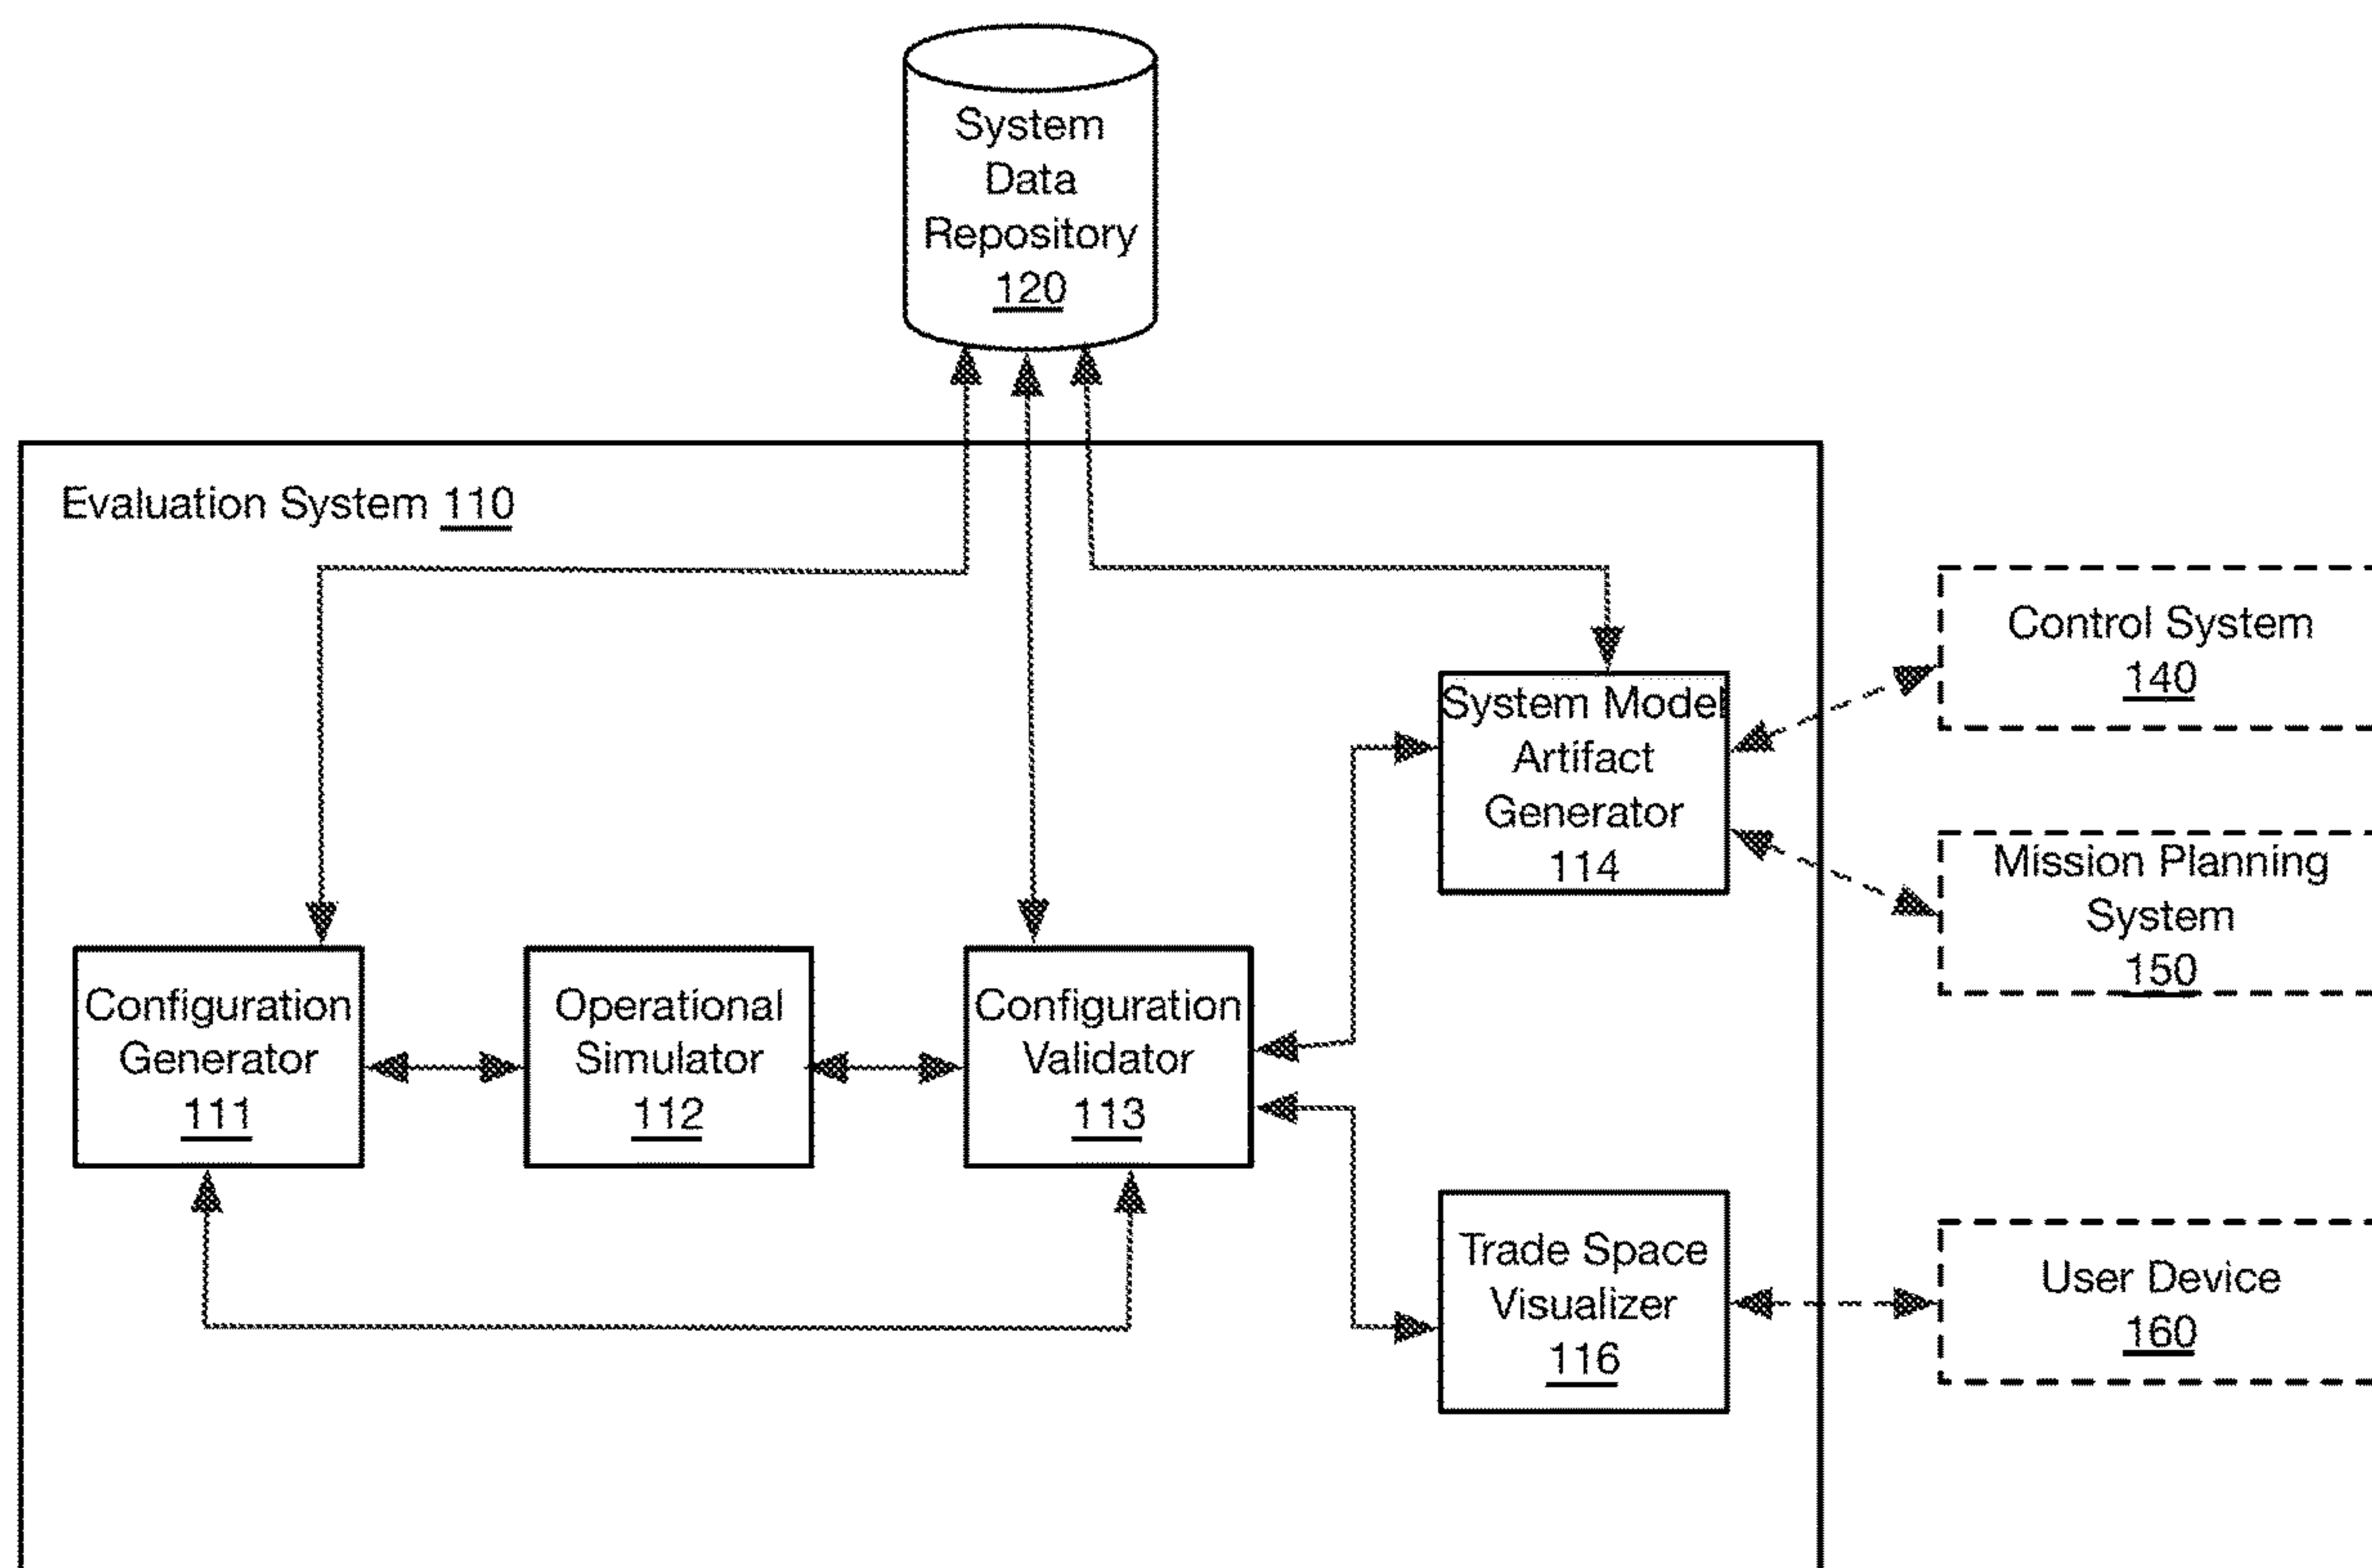 System
Data
Repository
120
Evaluation System 110
Control System
140
System Model
Artifact
Generator
114
Mission Planning
System
150
Configuration
Generator
111
Operational
Simulator
112
Configuration
Validator
113
Trade Space
Visualizer
116
User Device
160